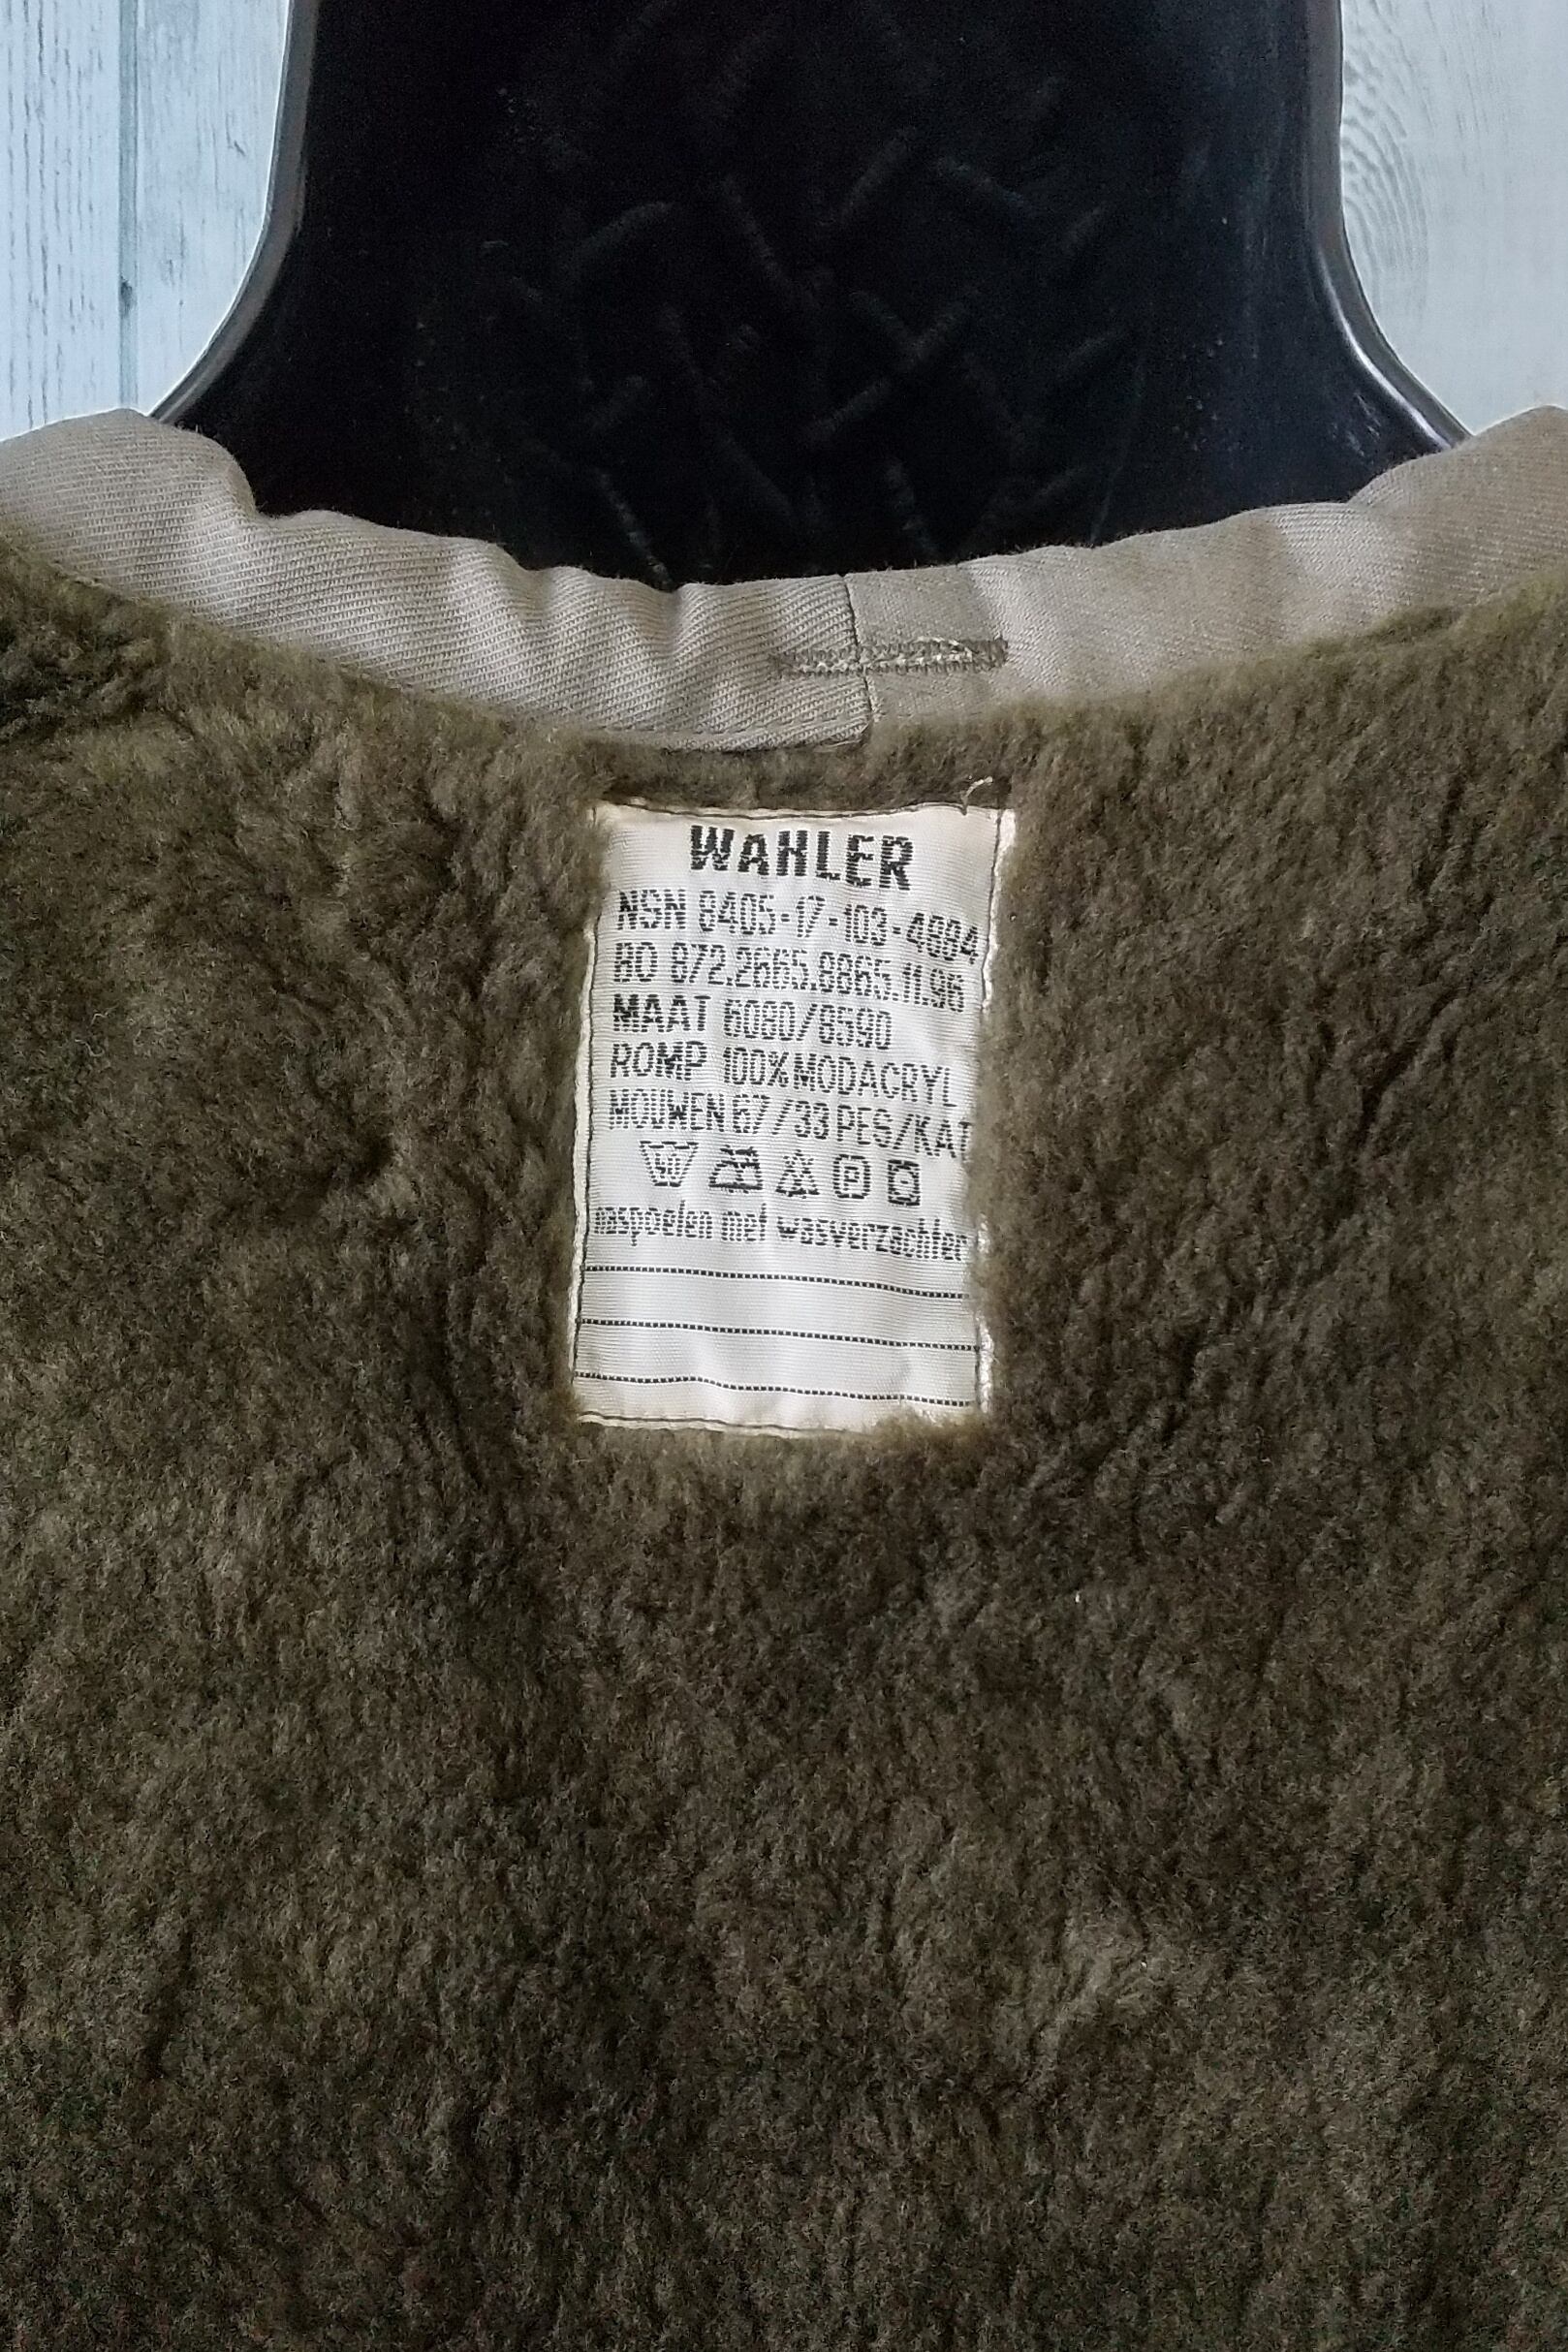 WAHLER
NSN 8405-17-103-4884
BO 872.2665.8865.11.96
MAAT 6080/8590
ROMP 100%MODACRYL
MOUWEN 67/33 PES/KAT
naspoelen met wasverzachter